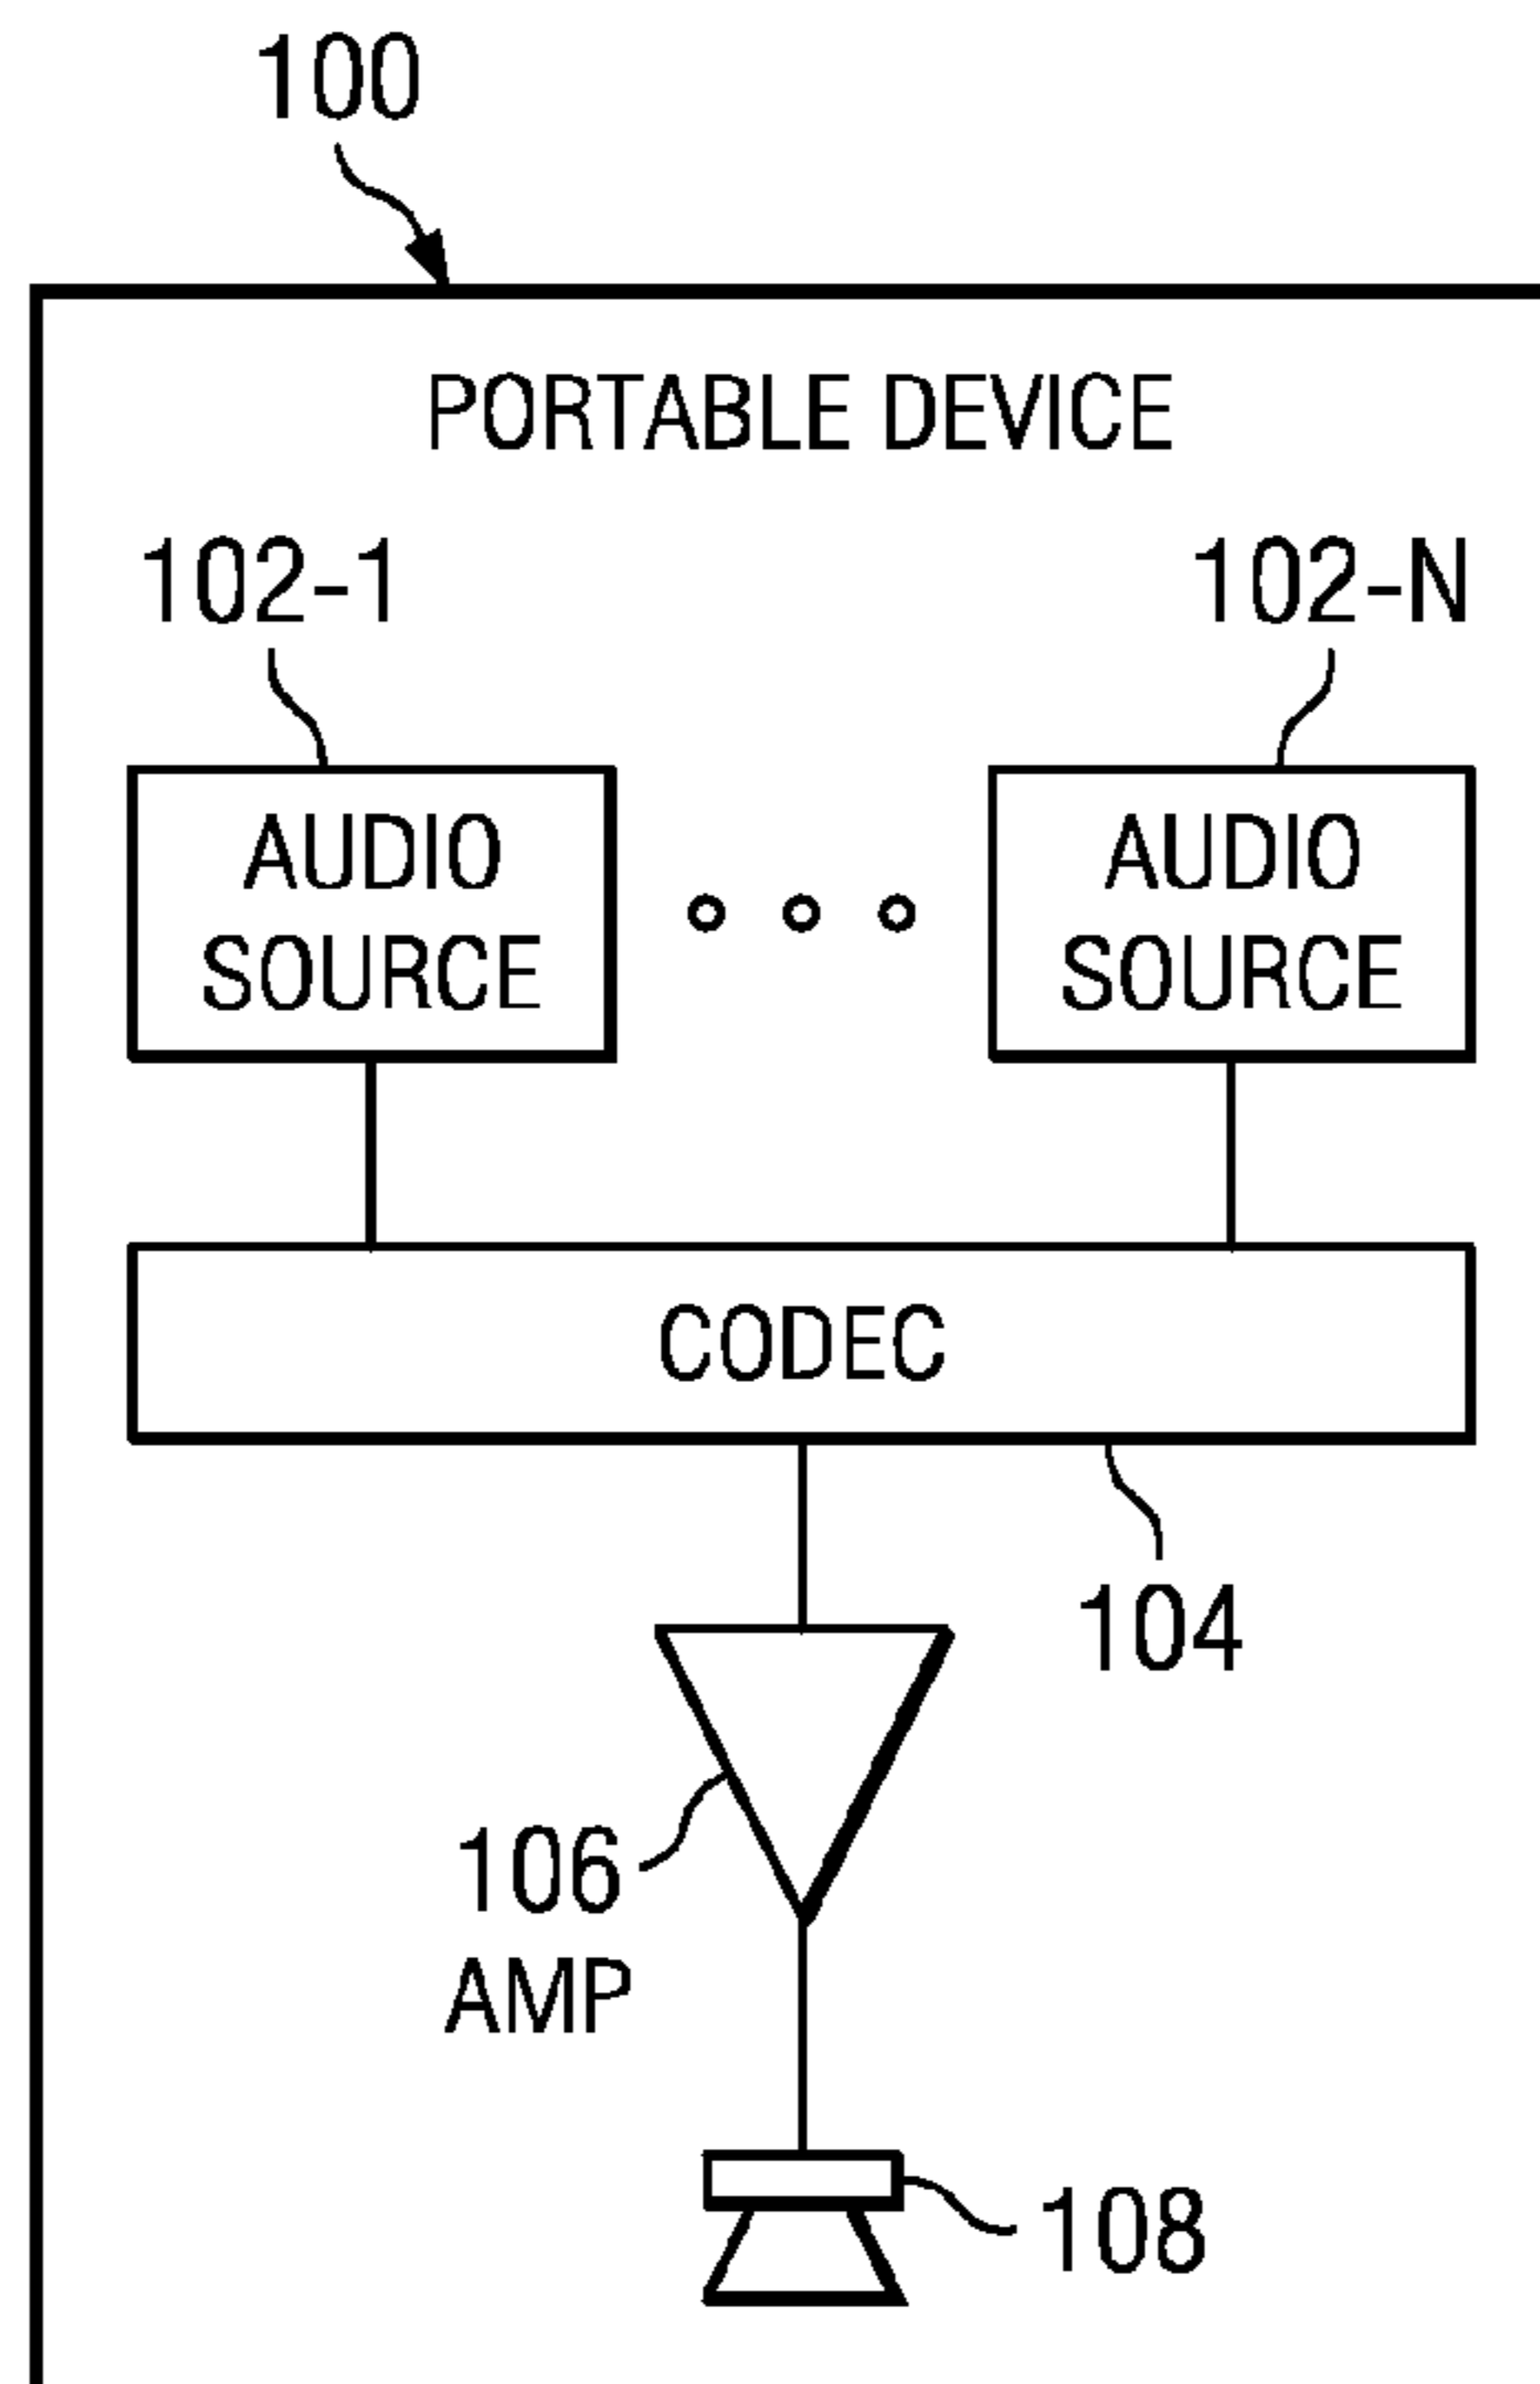 100
PORTABLE DEVICE
102-1
102-N
AUDIO
SOURCE
AUDIO
SOURCE
CODEC
104
106
AMP
108